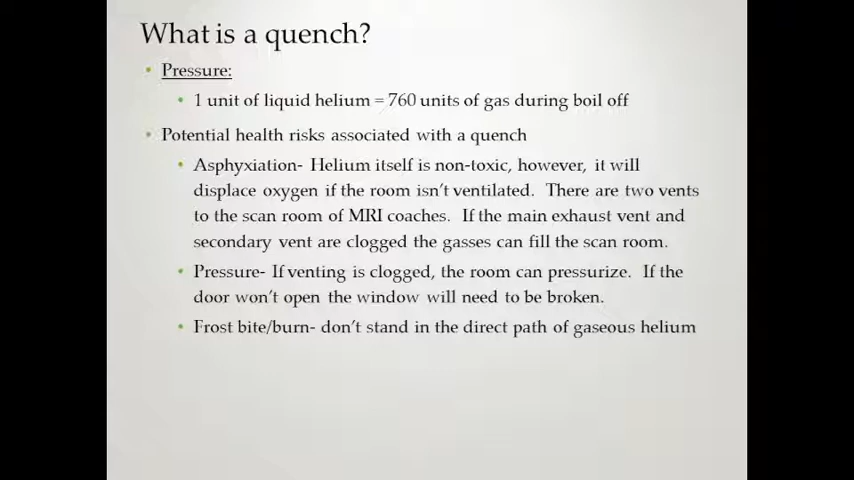 What is a quench?
• Pressure:
• 1 unit of liquid helium = 760 units of gas during boil off
• Potential health risks associated with a quench
• Asphyxiation- Helium itself is non-toxic, however, it will
displace oxygen if the room isn't ventilated. There are two vents
to the scan room of MRI coaches. If the main exhaust vent and
secondary vent are clogged the gasses can fill the scan room.
• Pressure- If venting is clogged, the room can pressurize. If the
door won't open the window will need to be broken.
• Frost bite/burn- don't stand in the direct path of gaseous helium